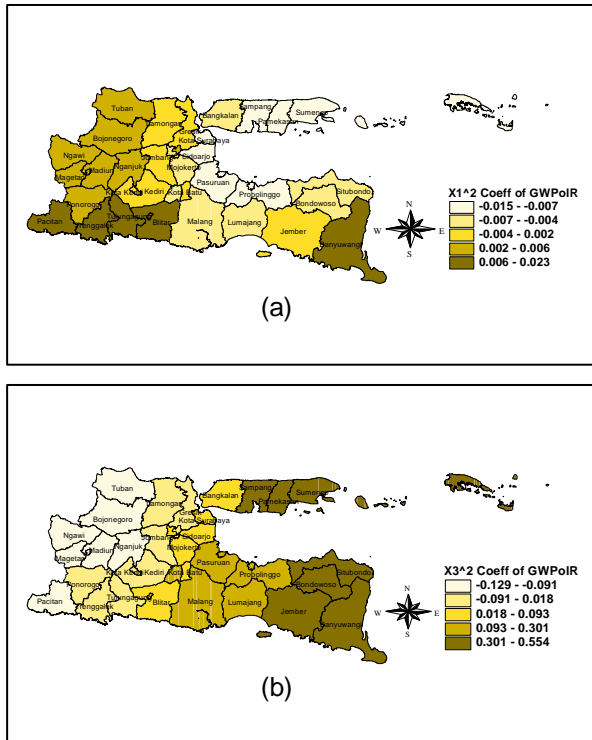 Tuban
Lamongan
Bangkalan
Sampang
Pamekasan
Sumenep
Bojonegoro
Gresik
Kota Surabaya
Ngawi
Jombang
Sidoarjo
Magetan
Madiun
Nganjuk
Mojokerto
Pasuruan
Kota Kediri
Kediri
Kota Batu
Propolinggo
Situbondo
Ponorogo
Bondowoso
Pacitan
Trenggalek
Tulungagung
Blitar
Malang
Lumajang
Jember
Banyuwangi
N
W
E
S
X1^2 Coeff of GWPolR
-0.015 - -0.007
-0.007 - -0.004
-0.004 - 0.002
0.002 - 0.006
0.006 - 0.023
(a)
Tuban
Lamongan
Bangkalan
Sampang
Pamekasan
Sumenep
Bojonegoro
Gresik
Kota Surabaya
Ngawi
Jombang
Sidoarjo
Magetan
Madiun
Nganjuk
Mojokerto
Pasuruan
Kota Kediri
Kediri
Kota Batu
Propolinggo
Situbondo
Ponorogo
Bondowoso
Pacitan
Trenggalek
Tulungagung
Blitar
Malang
Lumajang
Jember
Banyuwangi
N
W
E
S
X3^2 Coeff of GWPolR
-0.129 - -0.091
-0.091 - 0.018
0.018 - 0.093
0.093 - 0.301
0.301 - 0.554
(b)